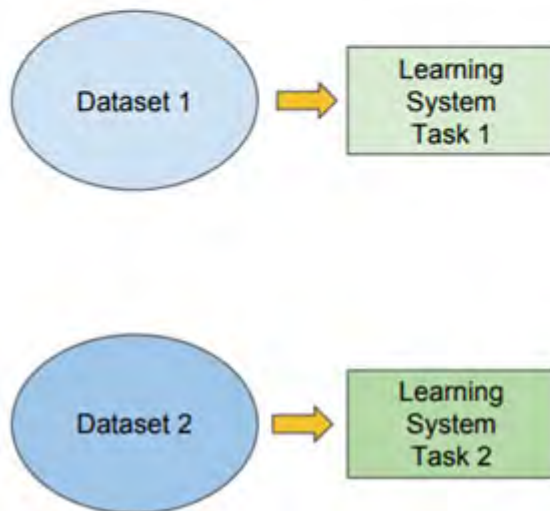 Dataset 1
Learning
System
Task 1
Dataset 2
Learning
System
Task 2